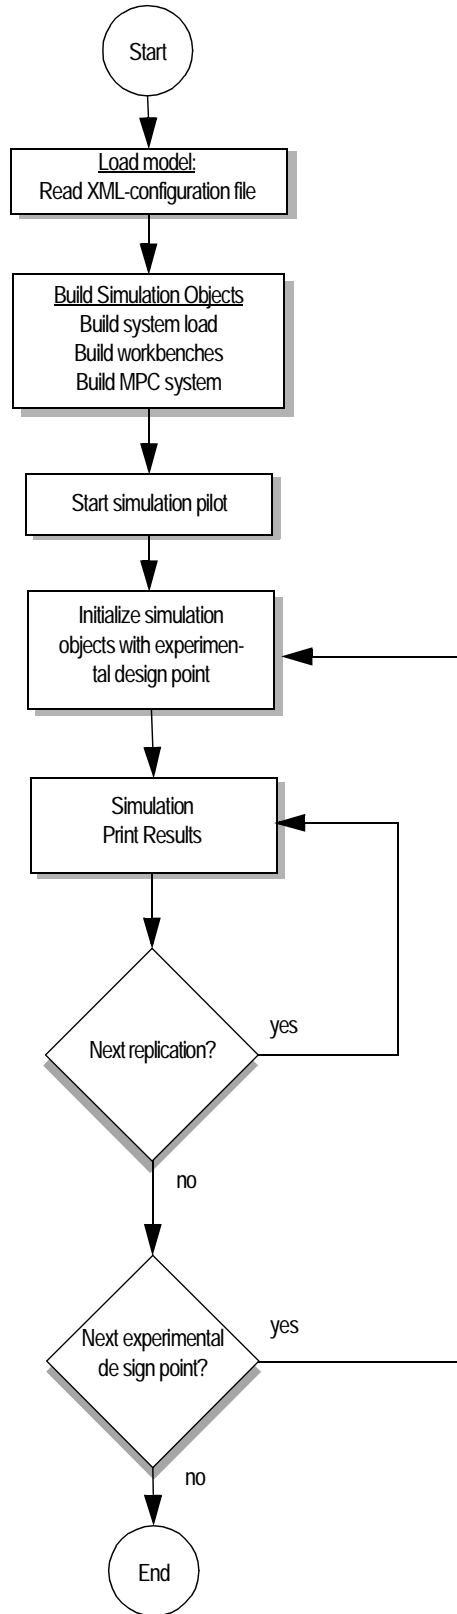 Start
Load model:
Read XML-configuration file
Build Simulation Objects
Build system load
Build workbenches
Build MPC system
Start simulation pilot
Initialize simulation
objects with experimen-
tal design point
Simulation
Print Results
Next replication?
yes
no
Next experimental
de sign point?
yes
no
End